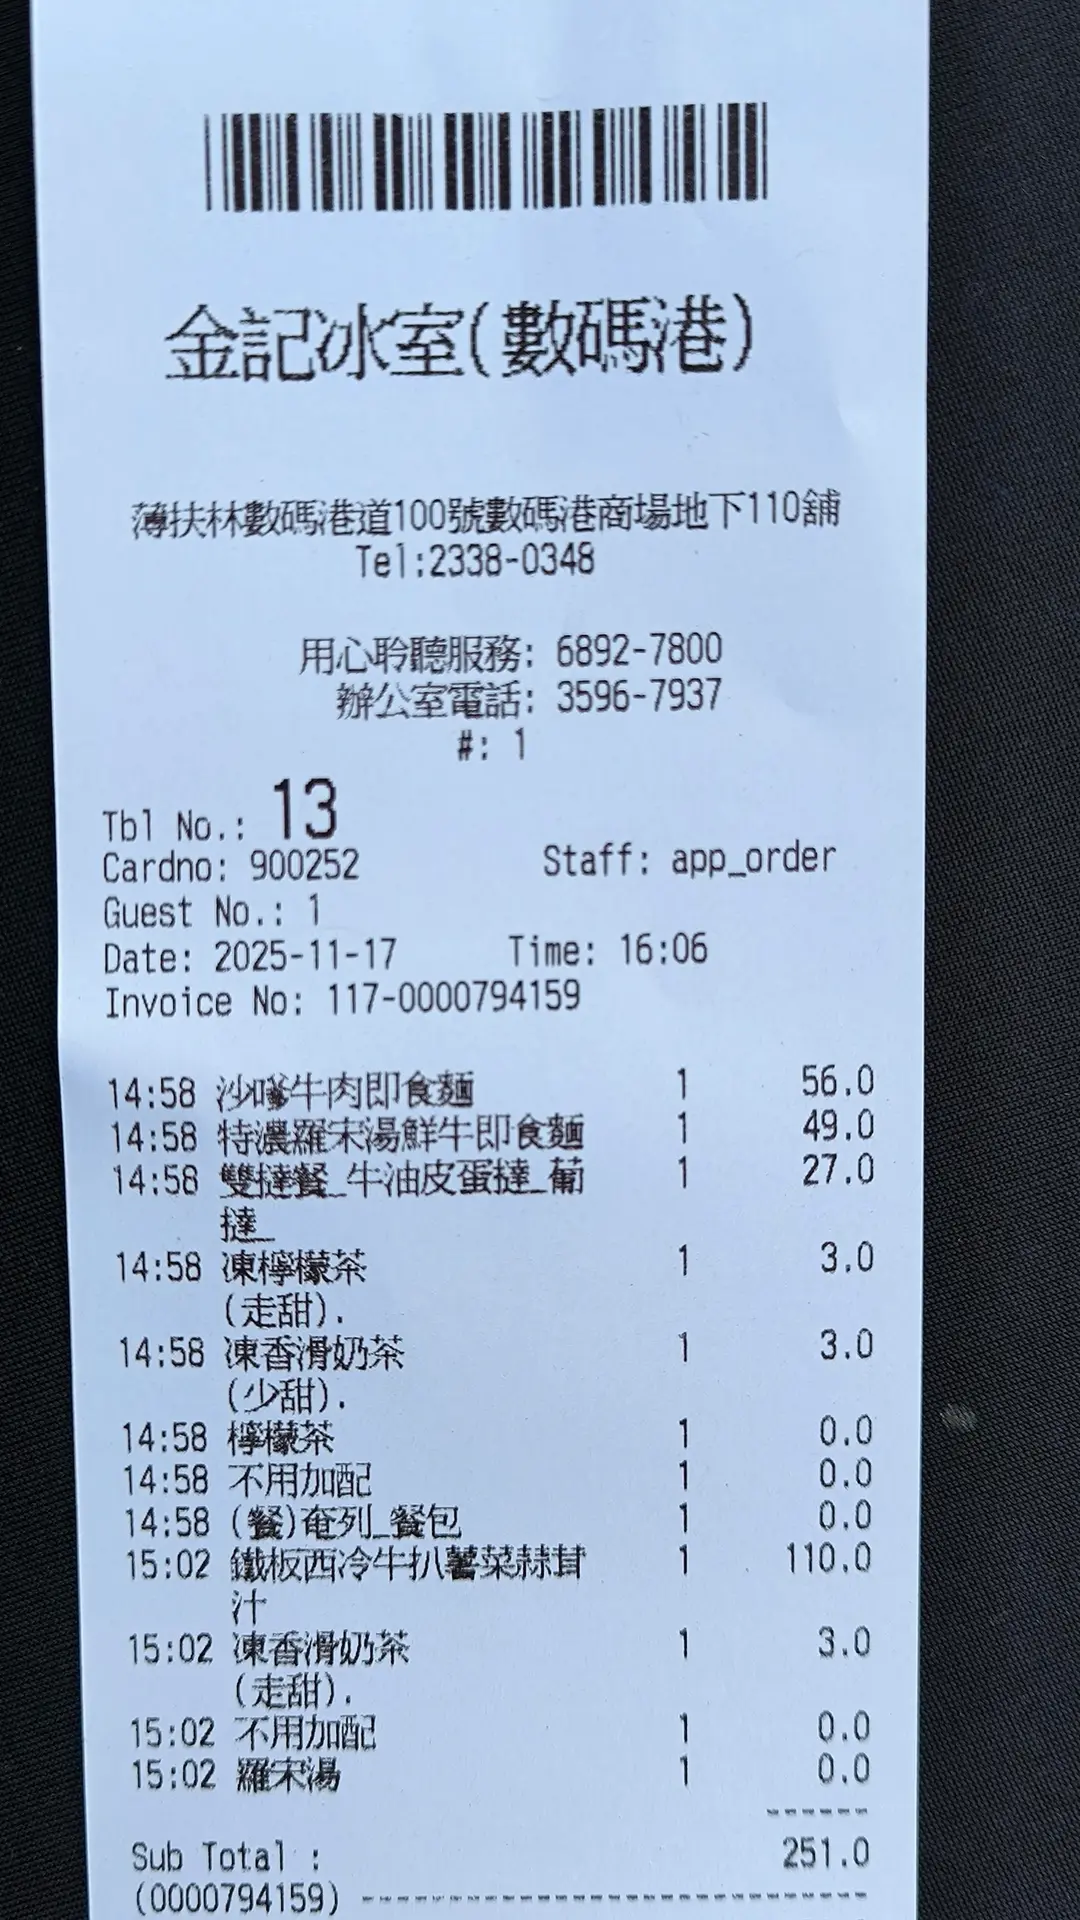 金記冰室(數碼港)
薄扶林數碼港道100號數碼港商場地下110舖
Tel:2338-0348
用心聆聽服務: 6892-7800
辦公室電話: 3596-7937
#: 1
Tbl No.: 13
Cardno: 900252 Staff: app_order
Guest No.: 1
Date: 2025-11-17 Time: 16:06
Invoice No: 117-0000794159
14:58 沙嗲牛肉即食麵 1 56.0
14:58 特濃羅宋湯鮮牛即食麵 1 49.0
14:58 雙撻餐_牛油皮蛋撻_葡 1 27.0
撻_
14:58 凍檸檬茶 1 3.0
(走甜).
14:58 凍香滑奶茶 1 3.0
(少甜).
14:58 檸檬茶 1 0.0
14:58 不用加配 1 0.0
14:58 (餐)奄列_餐包 1 0.0
15:02 鐵板西冷牛扒薯菜蒜茸 1 110.0
汁
15:02 凍香滑奶茶 1 3.0
(走甜).
15:02 不用加配 1 0.0
15:02 羅宋湯 1 0.0
Sub Total : 251.0
(0000794159)